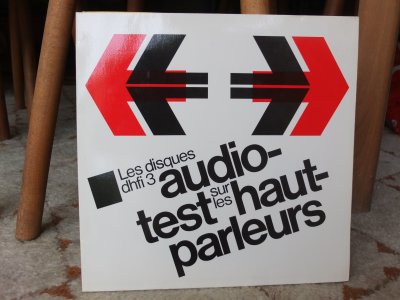 Les disques
dhfi 3
audio-
test sur les haut-
parleurs